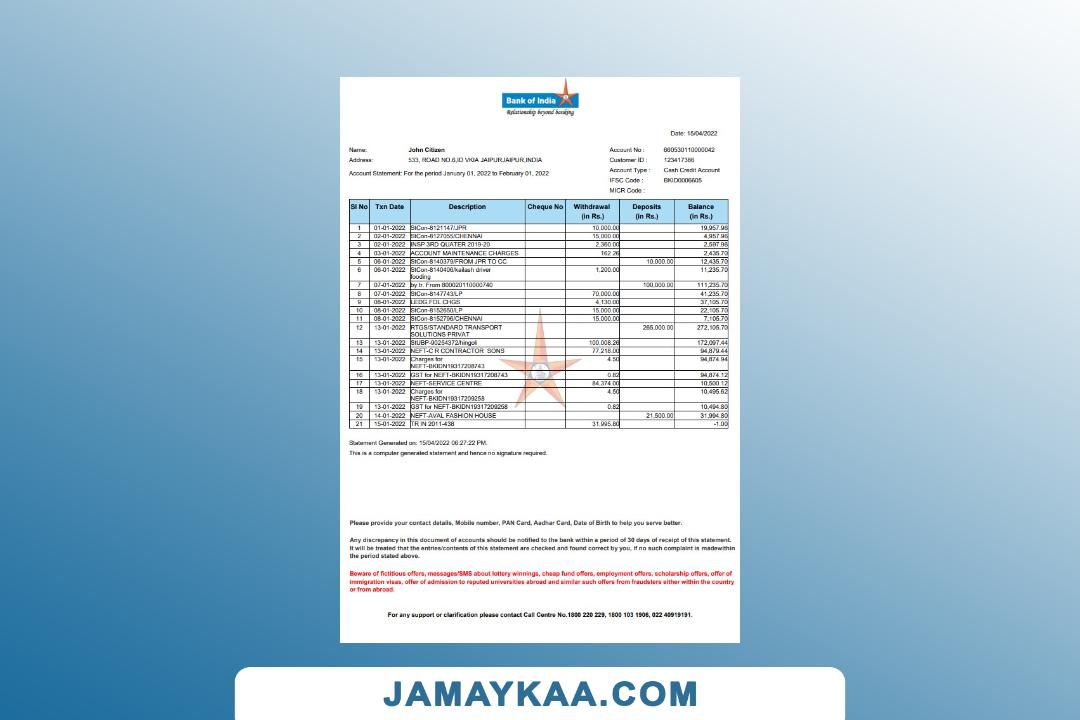 Bank of India
Relationship beyond banking
Date: 15/04/2022
Name: John Citizen
Address: 533, ROAD NO.6,ID VKIA JAIPURJAIPUR,INDIA
Account Statement: For the period January 01, 2022 to February 01, 2022
Account No : 660530110000042
Customer ID : 123417386
Account Type : Cash Credit Account
IFSC Code : BKID0006605
MICR Code :
Sl No Txn Date Description Cheque No Withdrawal (in Rs.) Deposits (in Rs.) Balance (in Rs.)
1 01-01-2022 StCon-8121147/JPR 10,000.00 19,957.96
2 02-01-2022 StCon-8127055/CHENNAI 15,000.00 4,957.96
3 02-01-2022 INSP 3RD QUATER 2019-20 2,360.00 2,597.96
4 03-01-2022 ACCOUNT MAINTENANCE CHARGES 162.26 2,435.70
5 06-01-2022 StCon-8140379/FROM JPR TO CC 10,000.00 12,435.70
6 06-01-2022 StCon-8140406/kailash driver 1,200.00 11,235.70
fooding
7 07-01-2022 by tr. From 800020110000740 100,000.00 111,235.70
8 07-01-2022 StCon-8147743/LP 70,000.00 41,235.70
9 08-01-2022 LEDG.FOL.CHGS 4,130.00 37,105.70
10 08-01-2022 StCon-8152650/LP 15,000.00 22,105.70
11 08-01-2022 StCon-8152796/CHENNAI 15,000.00 7,105.70
12 13-01-2022 RTGS/STANDARD TRANSPORT 265,000.00 272,105.70
SOLUTIONS PRIVAT
13 13-01-2022 StUBP-90254372/hingoli 100,008.26 172,097.44
14 13-01-2022 NEFT-C R CONTRACTOR SONS 77,218.00 94,879.44
15 13-01-2022 Charges for 4.50 94,874.94
NEFT-BKIDN19317208743
16 13-01-2022 GST for NEFT-BKIDN19317208743 0.82 94,874.12
17 13-01-2022 NEFT-SERVICE CENTRE 84,374.00 10,500.12
18 13-01-2022 Charges for 4.50 10,495.62
NEFT-BKIDN19317209258
19 13-01-2022 GST for NEFT-BKIDN19317209258 0.82 10,494.80
20 14-01-2022 NEFT-AVAL FASHION HOUSE 21,500.00 31,994.80
21 15-01-2022 TR IN 2011-438 31,995.80 -1.00
Statement Generated on: 15/04/2022 06:27:22 PM.
This is a computer generated statement and hence no signature required.
Please provide your contact details, Mobile number, PAN Card, Aadhar Card, Date of Birth to help you serve better.
Any discrepancy in this document of accounts should be notified to the bank within a period of 30 days of receipt of this statement.
It will be treated that the entries/contents of this statement are checked and found correct by you, if no such complaint is madewithin
the period stated above.
Beware of fictitious offers, messages/SMS about lottery winnings, cheap fund offers, employment offers, scholarship offers, offer of
immigration visas, offer of admission to reputed universities abroad and similar such offers from fraudsters either within the country
or from abroad.
For any support or clarification please contact Call Centre No.1800 220 229, 1800 103 1906, 022 40919191.
JAMAYKAA.COM